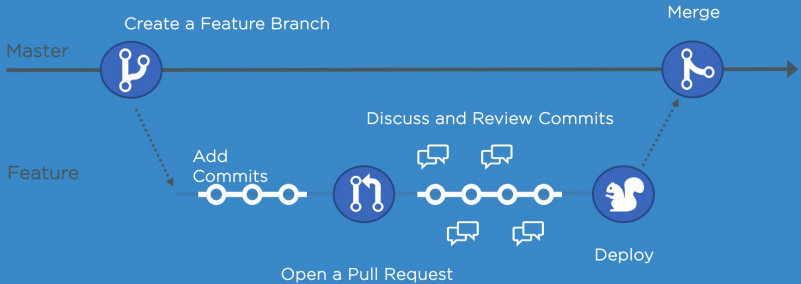 Create a Feature Branch
Merge
Master
Discuss and Review Commits
Add
Commits
Feature
Deploy
Open a Pull Request